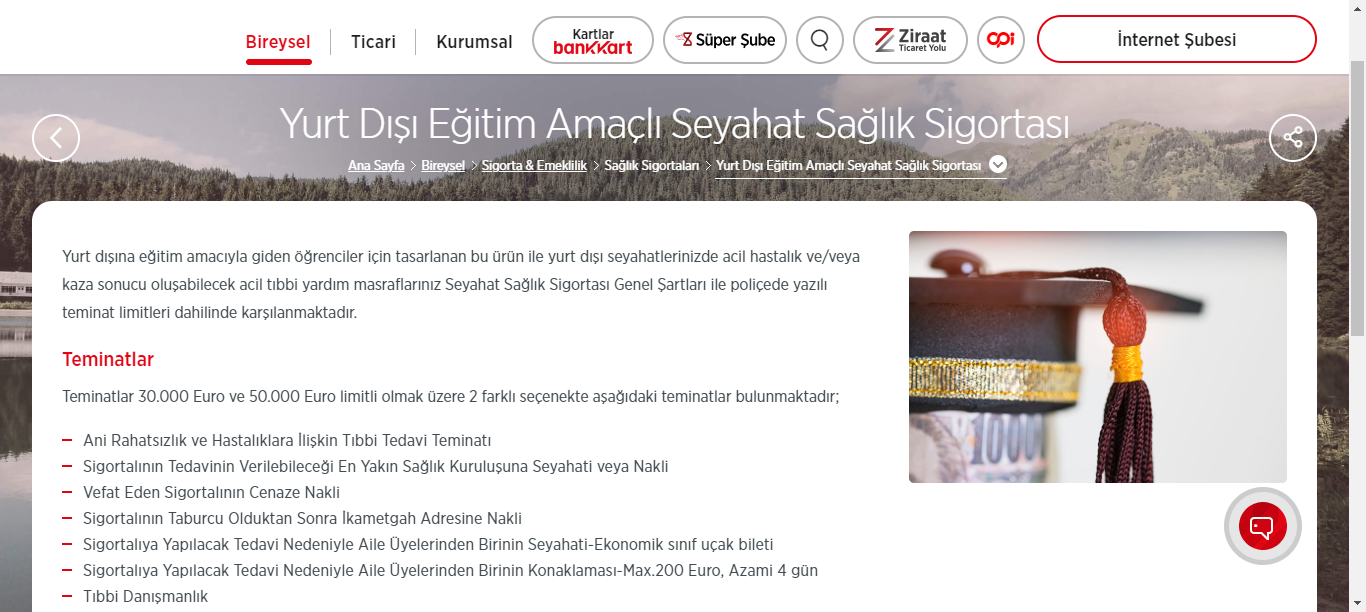 Bireysel
Ticari
Kurumsal
Kartlar
bankkart
Süper Şube
Ziraat
Ticaret Yolu
opi
İnternet Şubesi
Yurt Dışı Eğitim Amaçlı Seyahat Sağlık Sigortası
Ana Sayfa > Bireysel > Sigorta & Emeklilik > Sağlık Sigortaları > Yurt Dışı Eğitim Amaçlı Seyahat Sağlık Sigortası
Yurt dışına eğitim amacıyla giden öğrenciler için tasarlanan bu ürün ile yurt dışı seyahatlerinizde acil hastalık ve/veya
kaza sonucu oluşabilecek acil tıbbi yardım masraflarınız Seyahat Sağlık Sigortası Genel Şartları ile poliçede yazılı
teminat limitleri dahilinde karşılanmaktadır.
Teminatlar
Teminatlar 30.000 Euro ve 50.000 Euro limitli olmak üzere 2 farklı seçenekte aşağıdaki teminatlar bulunmaktadır;
Ani Rahatsızlık ve Hastalıklara İlişkin Tıbbi Tedavi Teminatı
Sigortalının Tedavinin Verilebileceği En Yakın Sağlık Kuruluşuna Seyahati veya Nakli
Vefat Eden Sigortalının Cenaze Nakli
Sigortalının Taburcu Olduktan Sonra İkametgah Adresine Nakli
Sigortalıya Yapılacak Tedavi Nedeniyle Aile Üyelerinden Birinin Seyahati-Ekonomik sınıf uçak bileti
Sigortalıya Yapılacak Tedavi Nedeniyle Aile Üyelerinden Birinin Konaklaması-Max.200 Euro, Azami 4 gün
Tıbbi Danışmanlık